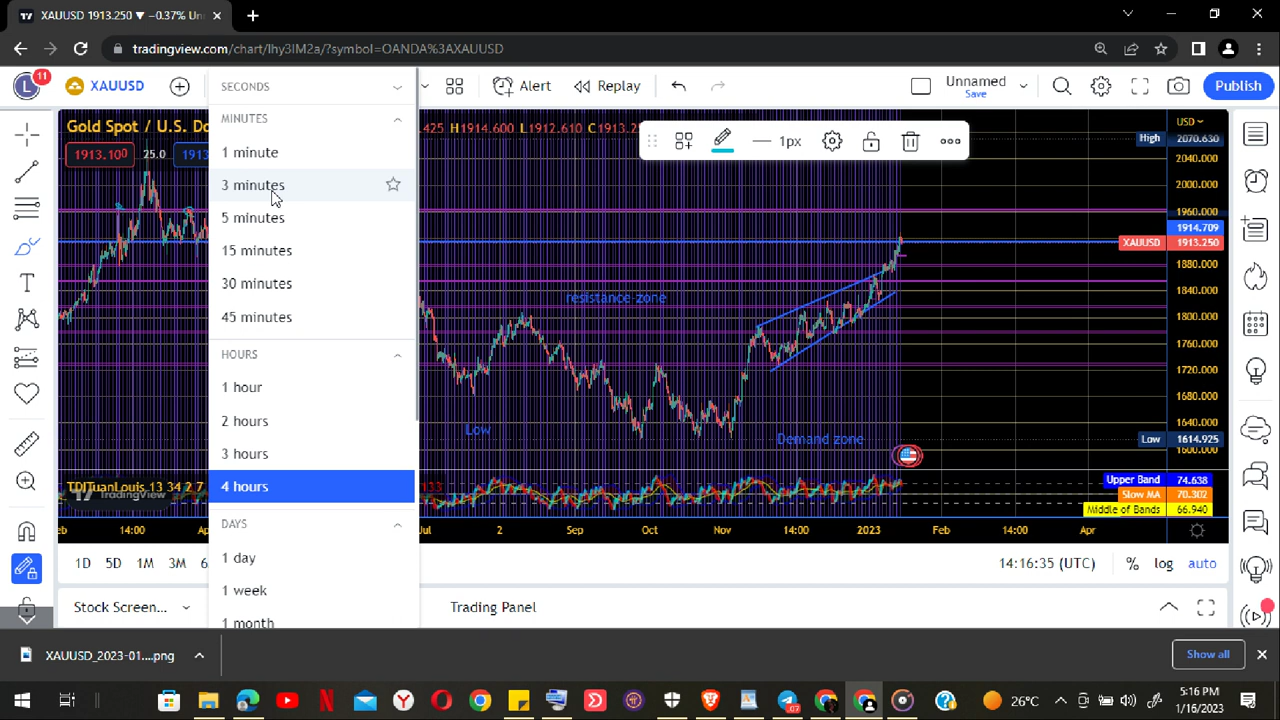 XAUUSD 1913.250 ▼ −0.37% Un
tradingview.com/chart/Ihy3IM2a/?symbol=OANDA%3AXAUUSD
L
11
XAUUSD
Alert
Replay
Unnamed
Save
Publish
SECONDS
MINUTES
1 minute
3 minutes
5 minutes
15 minutes
30 minutes
45 minutes
HOURS
1 hour
2 hours
3 hours
4 hours
DAYS
1 day
1 week
1 month
Gold Spot / U.S. Do
.425 H1914.600 L1912.610 C1913.2
1913.100
25.0
1913
1px
USD
High 2070.630
2040.000
2000.000
1960.000
1914.709
XAUUSD 1913.250
1880.000
1840.000
1800.000
1760.000
1720.000
1680.000
1640.000
Low 1614.925
1600.000
resistance-zone
Low
Demand zone
TDITuanLouis 13 34 2 7
TradingView
133
Upper Band 74.638
Slow MA 70.302
Middle of Bands 66.940
eb 14:00 Ap Jul 2 Sep Oct Nov 14:00 2023 Feb 14:00 Apr
1D 5D 1M 3M 6
14:16:35 (UTC) % log auto
Stock Screen...
Trading Panel
XAUUSD_2023-01....png
Show all
26°C
5:16 PM
1/16/2023